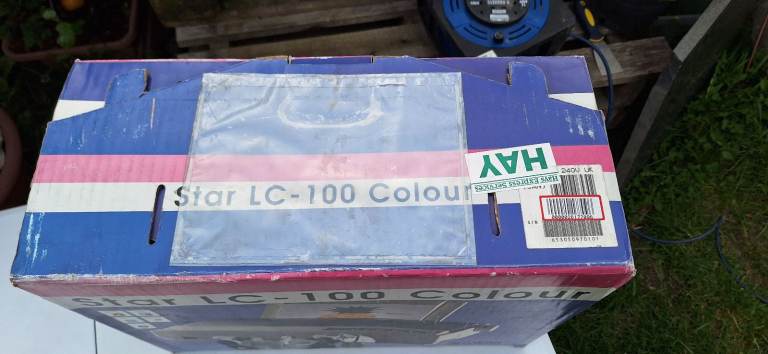 HAY
Hays Express
Services
240V UK
Star LC-100 Colour
S/N
Star LC-100 Colour